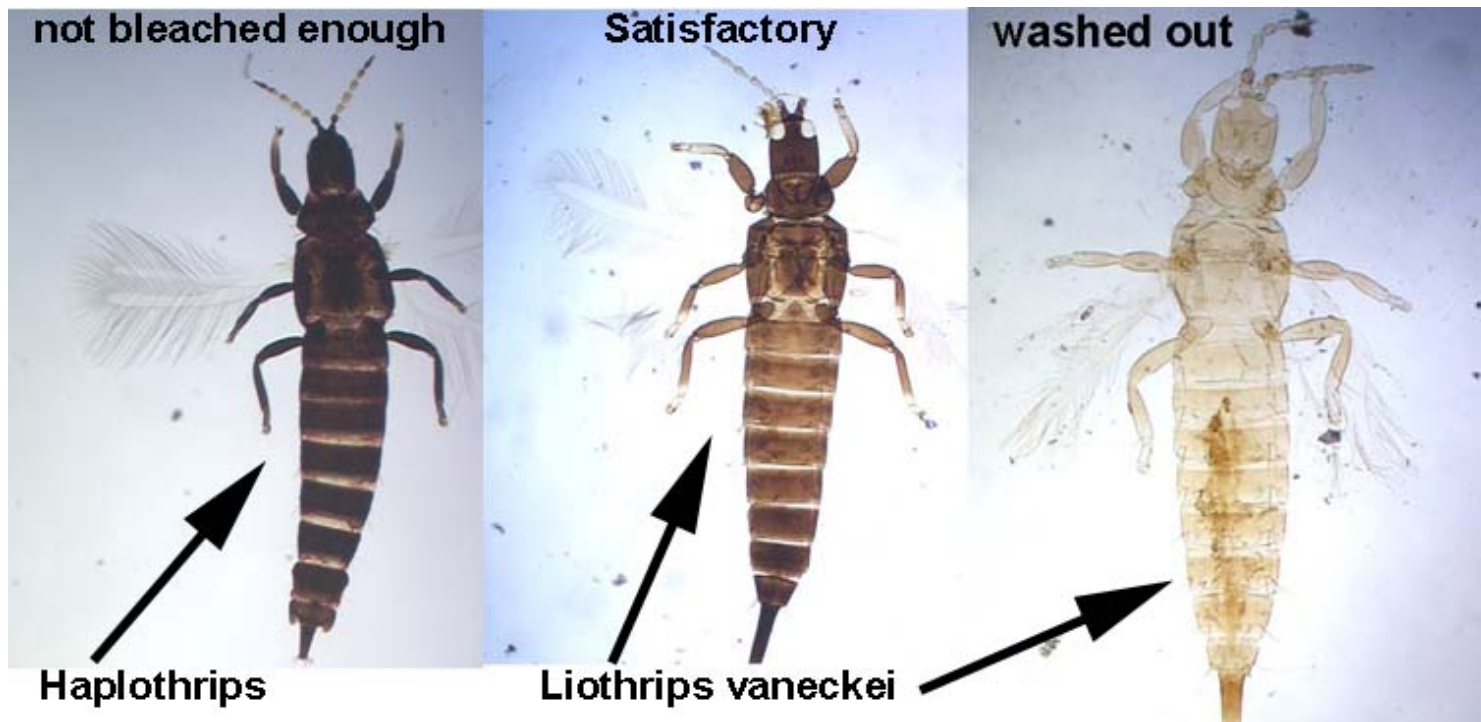 not bleached enough
Satisfactory
washed out
Haplothrips
Liothrips vaneckei